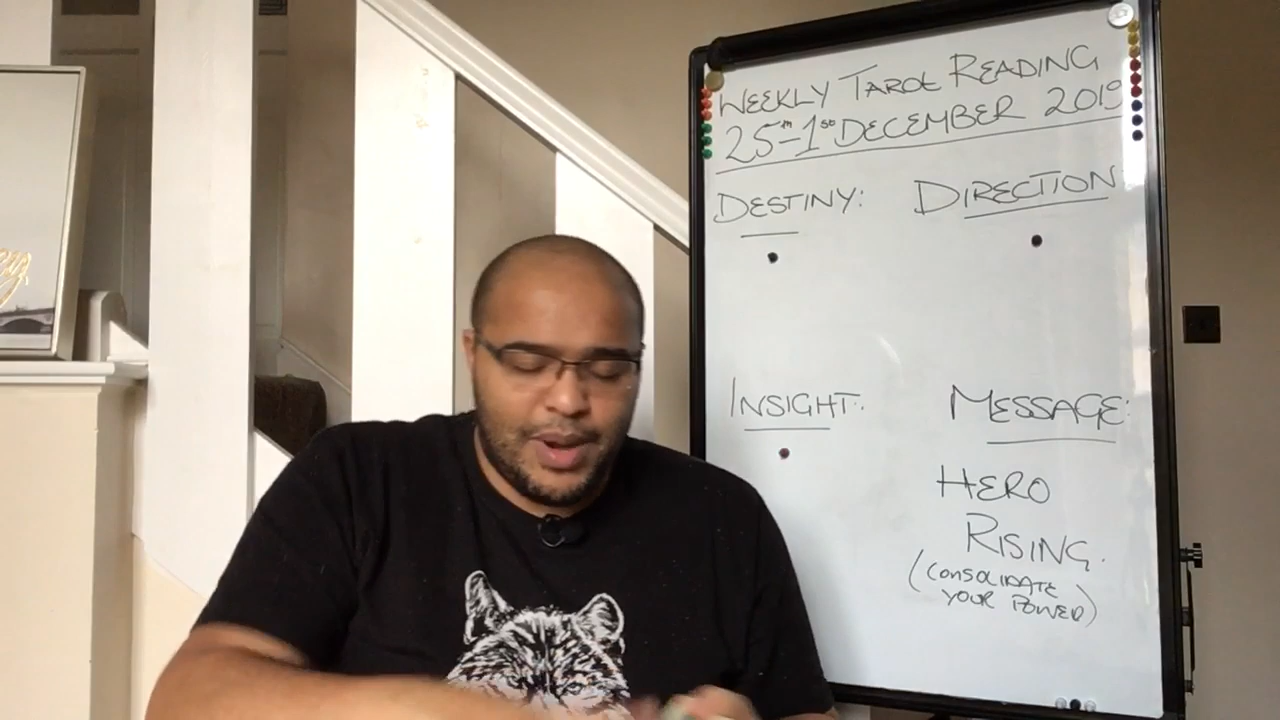 WEEKLY TAROT READING
25th-1st DECEMBER 2019
DESTINY:
DIRECTION
INSIGHT:
MESSAGE:
HERO
RISING.
(CONSOLIDATE
YOUR POWER)